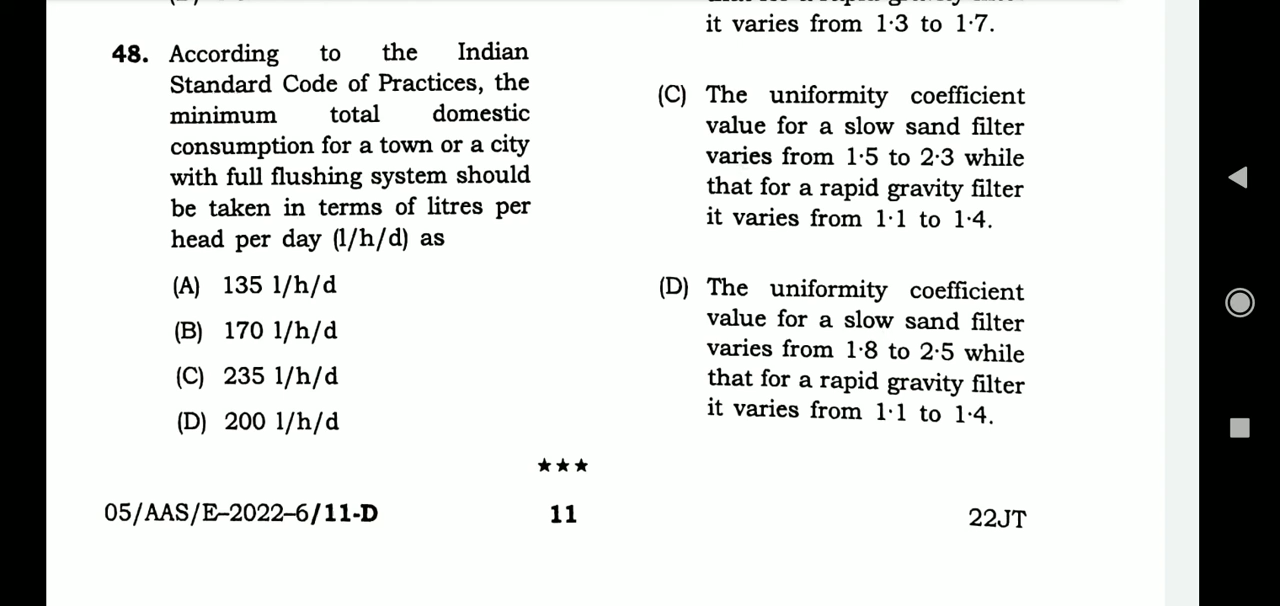 48. According to the Indian
Standard Code of Practices, the
minimum total domestic
consumption for a town or a city
with full flushing system should
be taken in terms of litres per
head per day (l/h/d) as
(A) 135 l/h/d
(B) 170 l/h/d
(C) 235 l/h/d
(D) 200 l/h/d
it varies from 1·3 to 1·7.
(C) The uniformity coefficient
value for a slow sand filter
varies from 1·5 to 2·3 while
that for a rapid gravity filter
it varies from 1·1 to 1·4.
(D) The uniformity coefficient
value for a slow sand filter
varies from 1·8 to 2·5 while
that for a rapid gravity filter
it varies from 1·1 to 1·4.
★★★
05/AAS/E–2022–6/11-D 11 22JT